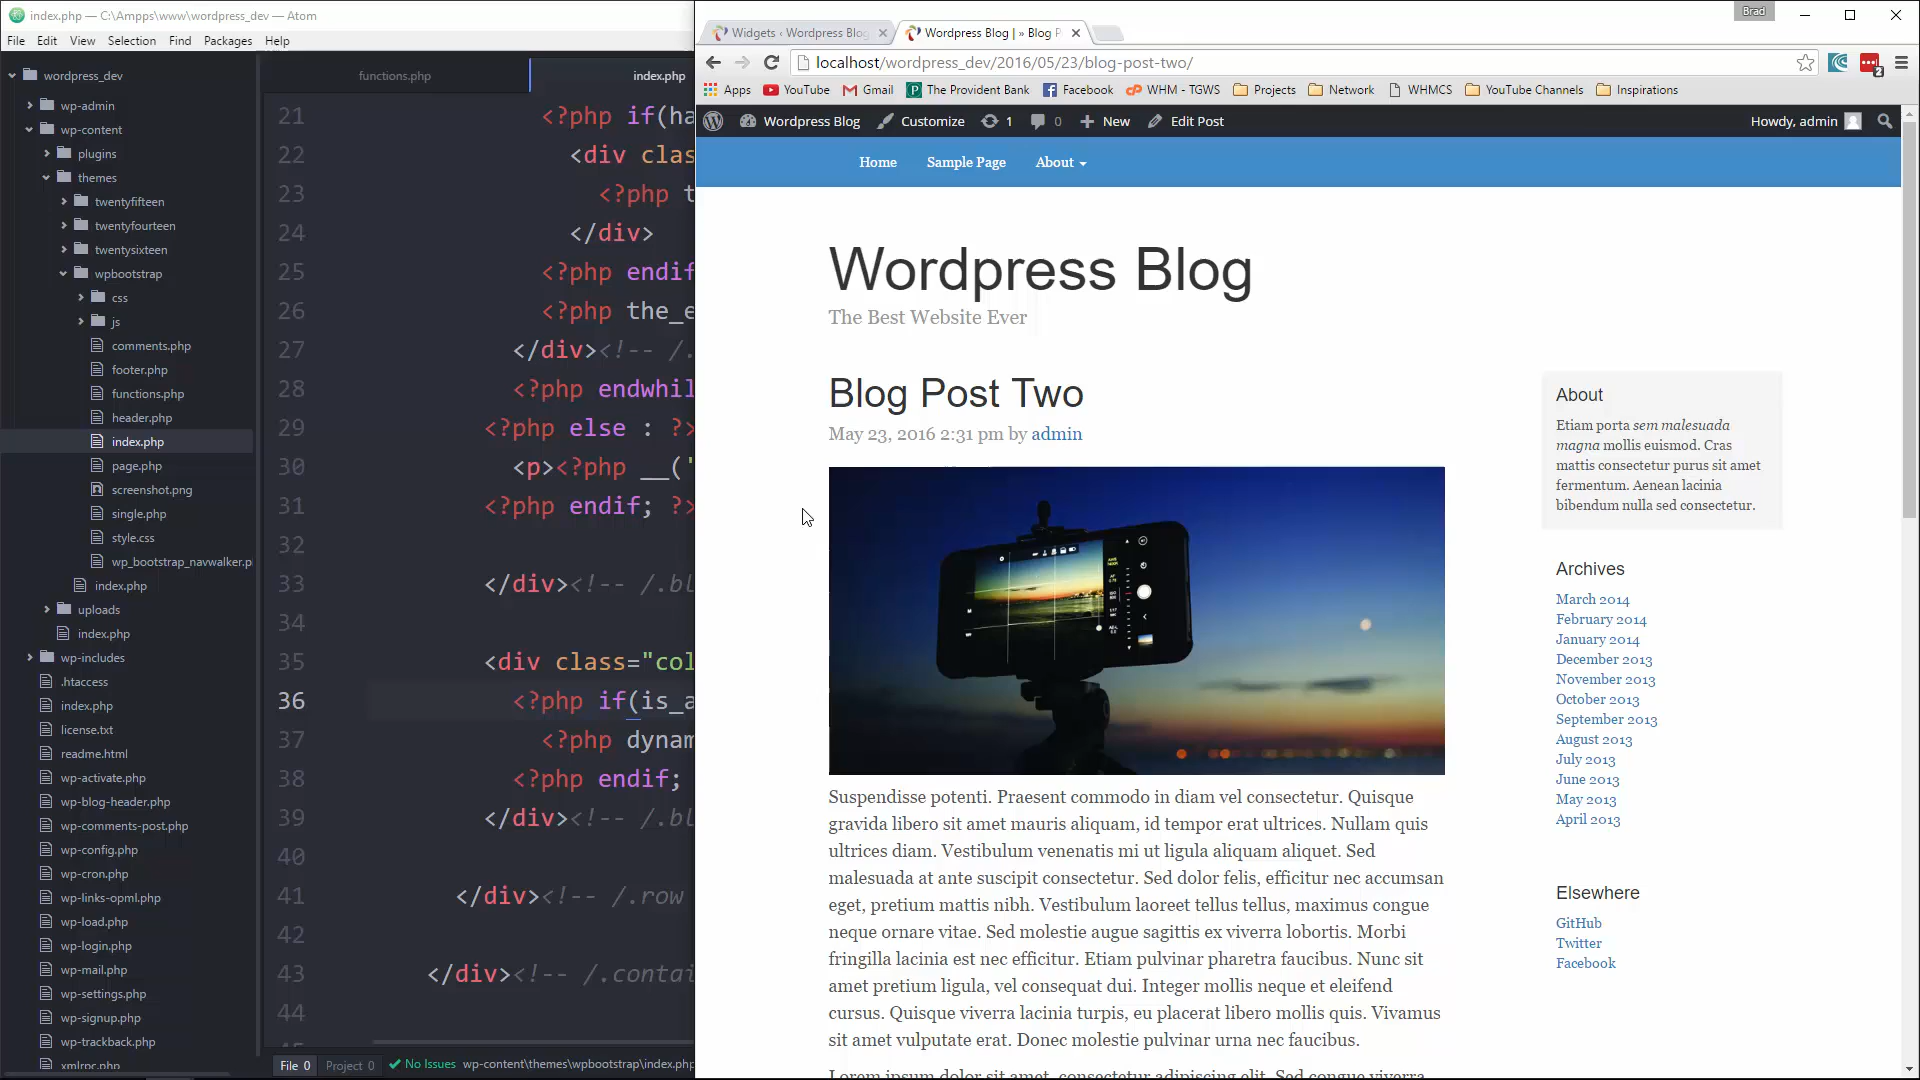 index.php — C:\Ampps\www\wordpress_dev — Atom
File Edit View Selection Find Packages Help
wordpress_dev
wp-admin
wp-content
plugins
themes
twentyfifteen
twentyfourteen
twentysixteen
wpbootstrap
css
js
comments.php
footer.php
functions.php
header.php
index.php
page.php
screenshot.png
single.php
style.css
wp_bootstrap_navwalker.p
index.php
uploads
index.php
wp-includes
.htaccess
index.php
license.txt
readme.html
wp-activate.php
wp-blog-header.php
wp-comments-post.php
wp-config.php
wp-cron.php
wp-links-opml.php
wp-load.php
wp-login.php
wp-mail.php
wp-settings.php
wp-signup.php
wp-trackback.php
xmlrpc.php
functions.php index.php
21 <?php if(ha
22 <div clas
23 <?php t
24 </div>
25 <?php endif
26 <?php the_e
27 </div><!-- /.
28 <?php endwhil
29 <?php else : ?>
30 <p><?php __('
31 <?php endif; ?>
32
33 </div><!-- /.bl
34
35 <div class="col
36 <?php if(is_a
37 <?php dynam
38 <?php endif;
39 </div><!-- /.bl
40
41 </div><!-- /.row
42
43 </div><!-- /.contai
44
File 0 Project 0 No Issues wp-content\themes\wpbootstrap\index.php
Brad
Widgets ‹ Wordpress Blog Wordpress Blog | » Blog P
localhost/wordpress_dev/2016/05/23/blog-post-two/
2
Apps YouTube Gmail The Provident Bank Facebook WHM - TGWS Projects Network WHMCS YouTube Channels Inspirations
Wordpress Blog Customize 1 0 New Edit Post Howdy, admin
Home Sample Page About
Wordpress Blog
The Best Website Ever
Blog Post Two
May 23, 2016 2:31 pm by admin
Suspendisse potenti. Praesent commodo in diam vel consectetur. Quisque
gravida libero sit amet mauris aliquam, id tempor erat ultrices. Nullam quis
ultrices diam. Vestibulum venenatis mi ut ligula aliquam aliquet. Sed
malesuada at ante suscipit consectetur. Sed dolor felis, efficitur nec accumsan
eget, pretium mattis nibh. Vestibulum laoreet tellus tellus, maximus congue
neque ornare vitae. Sed molestie augue sagittis ex viverra lobortis. Morbi
fringilla lacinia est nec efficitur. Etiam pulvinar pharetra faucibus. Nunc sit
amet pretium ligula, vel consequat dui. Integer mollis neque et eleifend
cursus. Quisque viverra lacinia turpis, eu placerat libero mollis quis. Vivamus
sit amet vulputate erat. Donec molestie pulvinar urna nec faucibus.
Lorem ipsum dolor sit amet, consectetur adipiscing elit. Sed congue viverra
About
Etiam porta sem malesuada
magna mollis euismod. Cras
mattis consectetur purus sit amet
fermentum. Aenean lacinia
bibendum nulla sed consectetur.
Archives
March 2014
February 2014
January 2014
December 2013
November 2013
October 2013
September 2013
August 2013
July 2013
June 2013
May 2013
April 2013
Elsewhere
GitHub
Twitter
Facebook